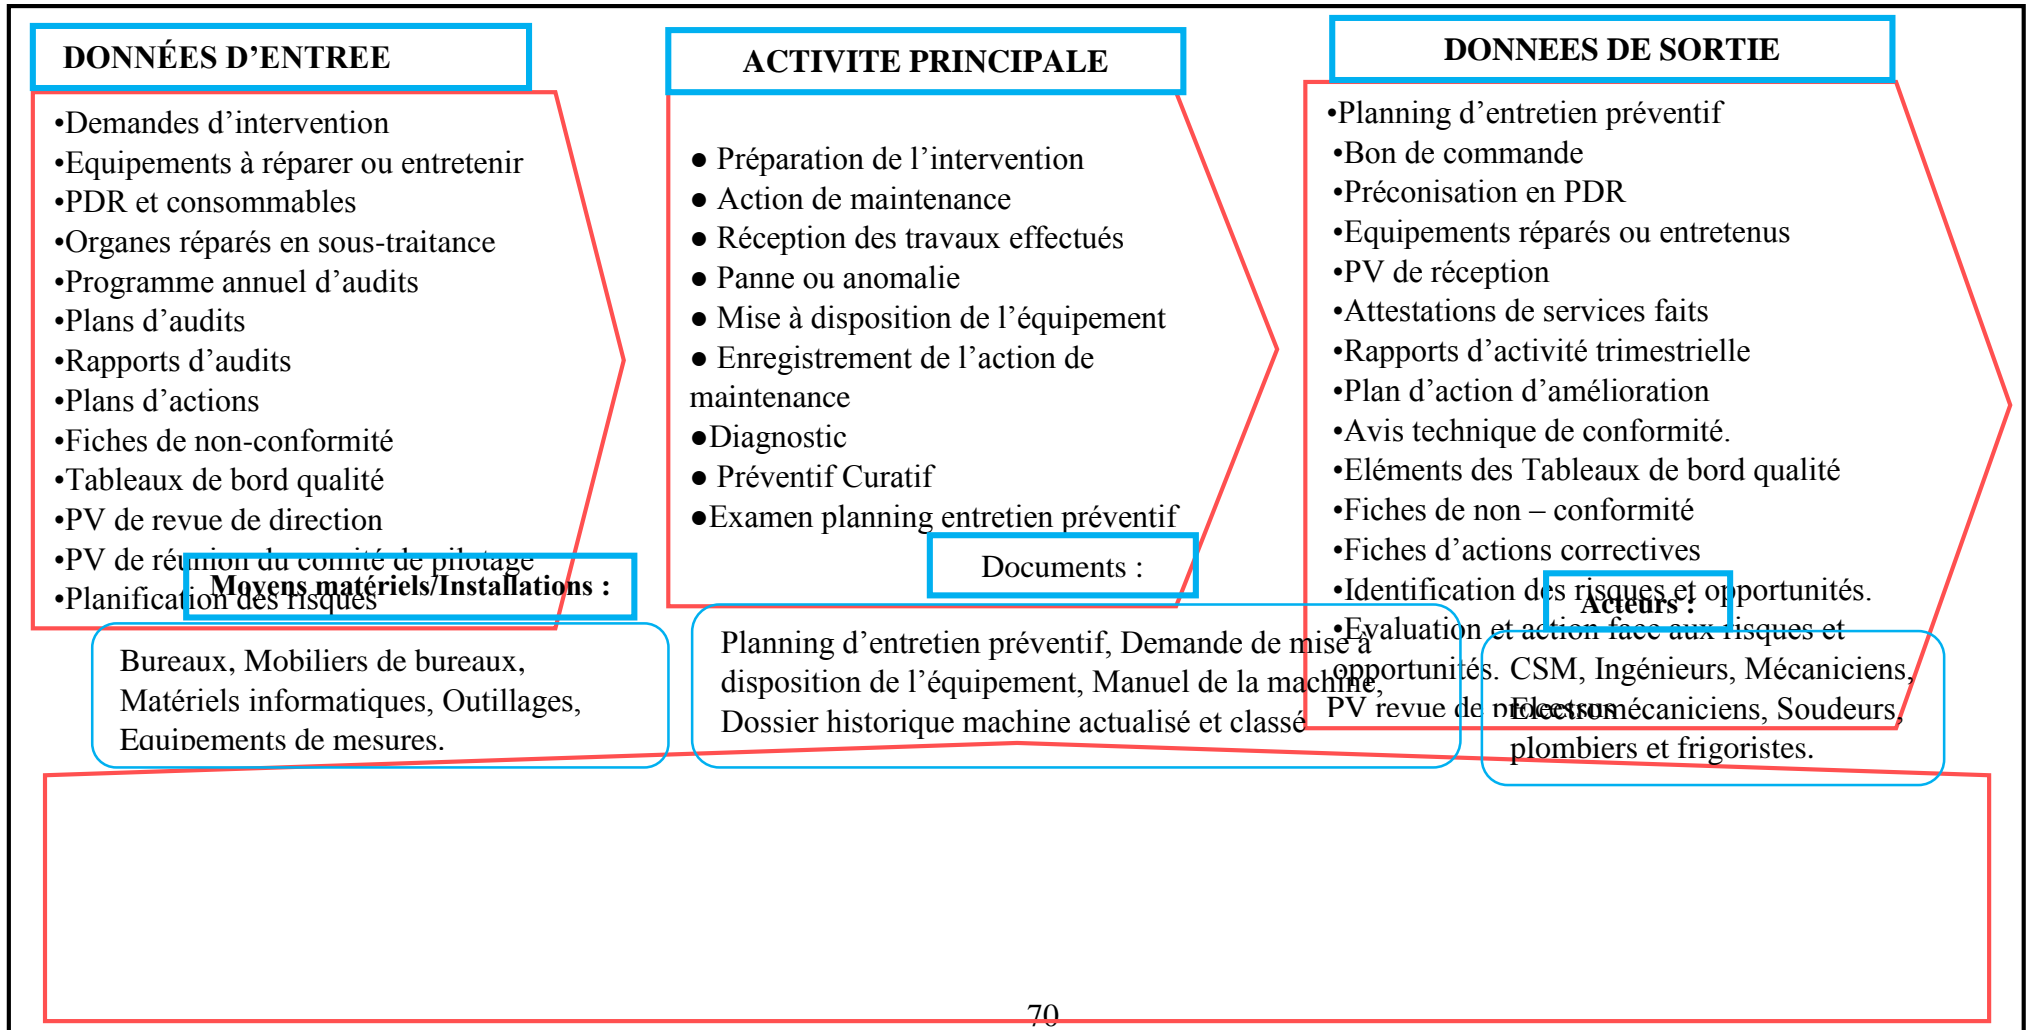 DONNÉES D’ENTREE
•Demandes d’intervention
•Equipements à réparer ou entretenir
•PDR et consommables
•Organes réparés en sous-traitance
•Programme annuel d’audits
•Plans d’audits
•Rapports d’audits
•Plans d’actions
•Fiches de non-conformité
•Tableaux de bord qualité
•PV de revue de direction
•PV de réunion du comité de pilotage
•Planification des risques
ACTIVITE PRINCIPALE
● Préparation de l’intervention
● Action de maintenance
● Réception des travaux effectués
● Panne ou anomalie
● Mise à disposition de l’équipement
● Enregistrement de l’action de
maintenance
●Diagnostic
● Préventif Curatif
●Examen planning entretien préventif
DONNEES DE SORTIE
•Planning d’entretien préventif
•Bon de commande
•Préconisation en PDR
•Equipements réparés ou entretenus
•PV de réception
•Attestations de services faits
•Rapports d’activité trimestrielle
•Plan d’action d’amélioration
•Avis technique de conformité.
•Eléments des Tableaux de bord qualité
•Fiches de non – conformité
•Fiches d’actions correctives
•Identification des risques et opportunités.
•Evaluation et action face aux risques et
opportunités.
PV revue de processus
Moyens matériels/Installations :
Bureaux, Mobiliers de bureaux,
Matériels informatiques, Outillages,
Equipements de mesures.
Documents :
Planning d’entretien préventif, Demande de mise à
disposition de l’équipement, Manuel de la machine,
Dossier historique machine actualisé et classé
Acteurs :
CSM, Ingénieurs, Mécaniciens,
Electromécaniciens, Soudeurs,
plombiers et frigoristes.
70